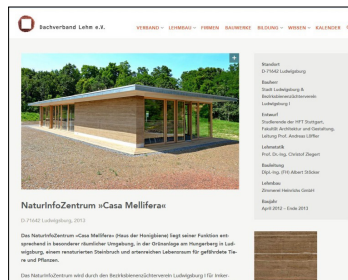 Dachverband Lehm e.V.
VERBAND LEHMBAU FIRMEN BAUWERKE BILDUNG WISSEN KALENDER
Standort
D-71642 Ludwigsburg
Bauherr
Stadt Ludwigsburg &
Bezirksbienenzüchterverein
Ludwigsburg I
Entwurf
Studierende der HFT Stuttgart,
Fakultät Architektur und Gestaltung,
Leitung Prof. Andreas Löffler
Lehmstatik
Prof. Dr.-Ing. Christof Ziegert
Bauleitung
Dipl.-Ing. (FH) Albert Stöcker
Lehmbau
Zimmerei Heinrichs GmbH
Baujahr
April 2012 – Ende 2013
NaturInfoZentrum »Casa Mellifera«
D-71642 Ludwigsburg, 2013
Das NaturInfoZentrum »Casa Mellifera« (Haus der Honigbiene) liegt seiner Funktion ent-
sprechend in besonderer räumlicher Umgebung, in der Grünanlage am Hungerberg in Lud-
wigsburg, einem renaturierten Steinbruch und artenreichen Lebensraum für gefährdete Tie-
re und Pflanzen.
Das NaturInfoZentrum wird durch den Bezirksbienenzüchterverein Ludwigsburg I für Imker-